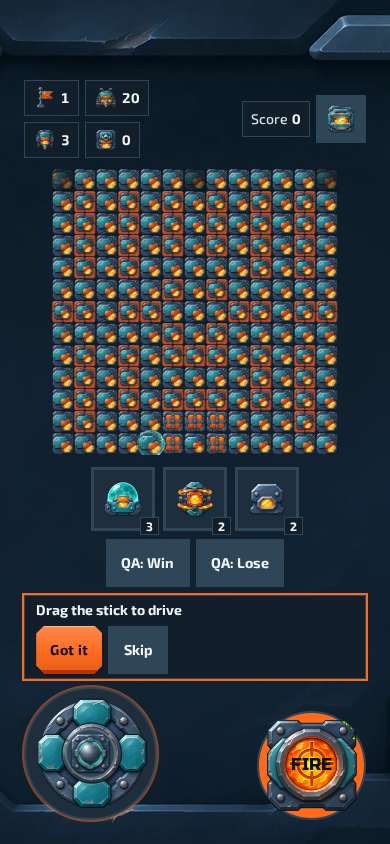 1
20
3
0
Score 0
3
2
2
QA: Win
QA: Lose
Drag the stick to drive
Got it
Skip
FIRE